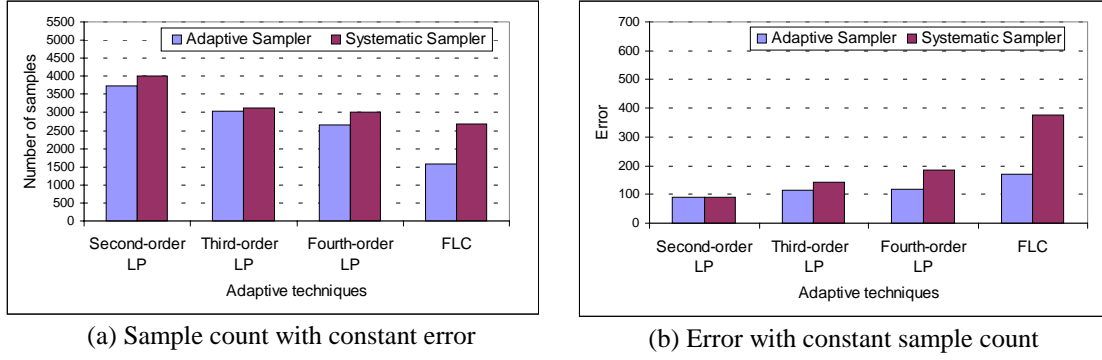 5500
5000
4500
4000
3500
3000
2500
2000
1500
1000
500
0
Number of samples
Adaptive Sampler Systematic Sampler
Second-order LP
Third-order LP
Fourth-order LP
FLC
Adaptive techniques
(a) Sample count with constant error
700
600
500
400
300
200
100
0
Error
Adaptive Sampler Systematic Sampler
Second-order LP
Third-order LP
Fourth-order LP
FLC
Adaptive techniques
(b) Error with constant sample count